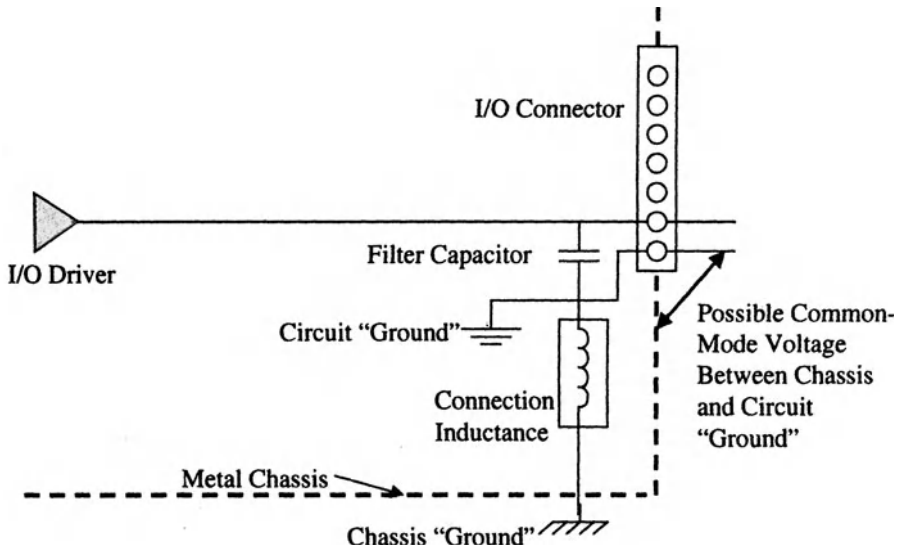 I/O Connector
I/O Driver
Filter Capacitor
Circuit “Ground”
Possible Common-
Mode Voltage
Between Chassis
and Circuit
“Ground”
Connection
Inductance
Metal Chassis
Chassis “Ground”